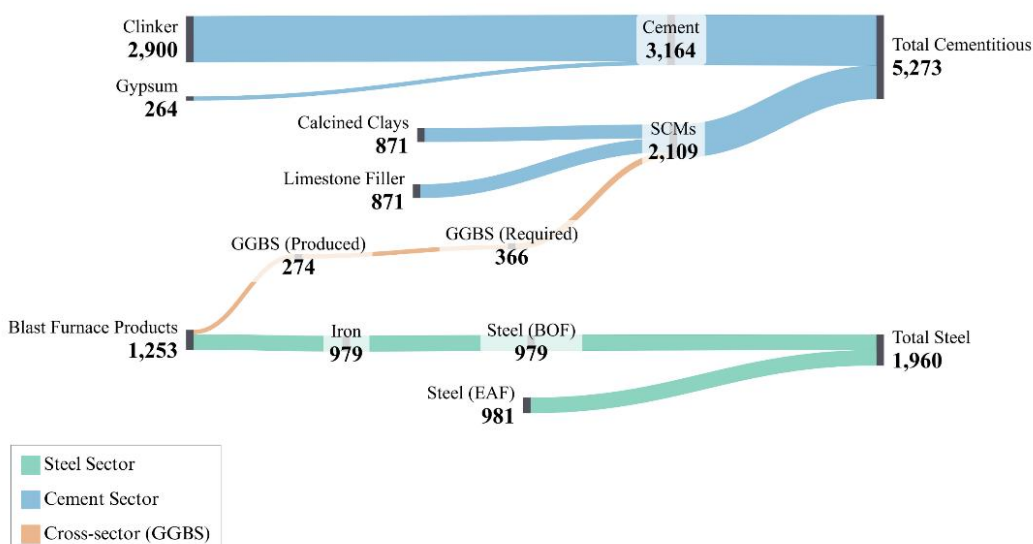 Clinker
2,900
Cement
3,164
Total Cementitious
5,273
Gypsum
264
Calcined Clays
871
SCMs
2,109
Limestone Filler
871
GGBS (Produced)
274
GGBS (Required)
366
Blast Furnace Products
1,253
Iron
979
Steel (BOF)
979
Total Steel
1,960
Steel (EAF)
981
Steel Sector
Cement Sector
Cross-sector (GGBS)